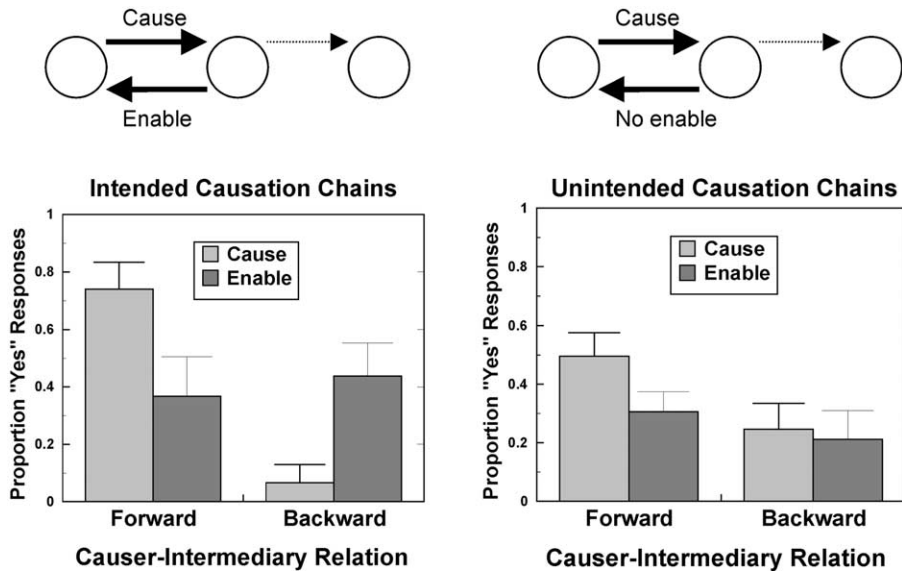 Cause
Enable
Cause
No enable
Intended Causation Chains
Proportion "Yes" Responses
1
0.8
0.6
0.4
0.2
0
Cause
Enable
Forward Backward
Causer-Intermediary Relation
Unintended Causation Chains
Proportion "Yes" Responses
1
0.8
0.6
0.4
0.2
0
Cause
Enable
Forward Backward
Causer-Intermediary Relation